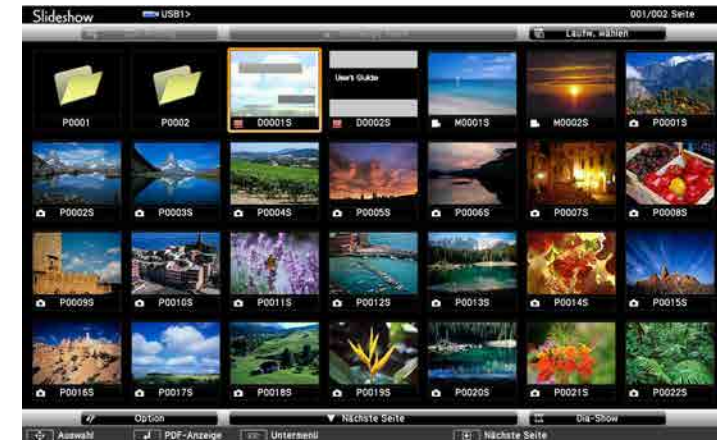 Slideshow USB1> 001/002 Seite
Laufw. wählen
User's Guide
P0001 P0002 D0001S D0002S M0001S M0002S P0001S
P0002S P0003S P0004S P0005S P0006S P0007S P0008S
P0009S P0010S P0011S P0012S P0013S P0014S P0015S
P0016S P0017S P0018S P0019S P0020S P0021S P0022S
Option ▼ Nächste Seite Dia-Show
Auswahl PDF-Anzeige Untermenü Nächste Seite